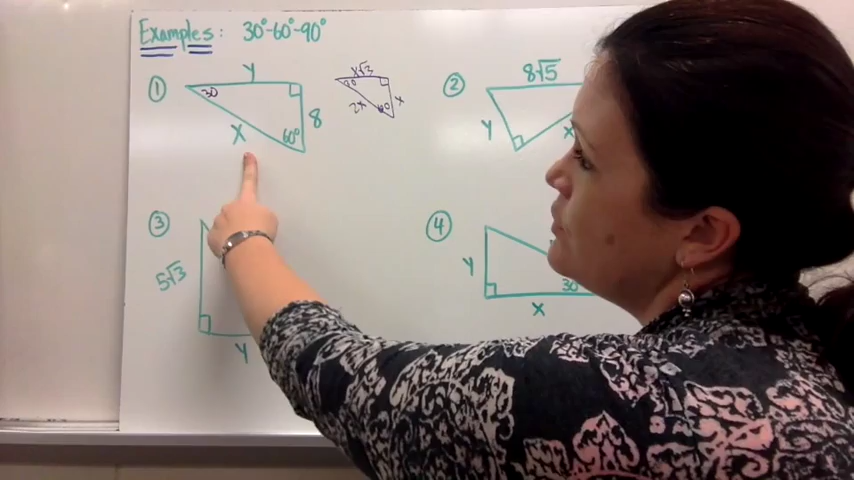 Examples: 30°-60°-90°
1
y
30
x
60°
8
x√3
30
2x
60
x
2
8√5
y
x
3
5√3
y
4
y
30
x